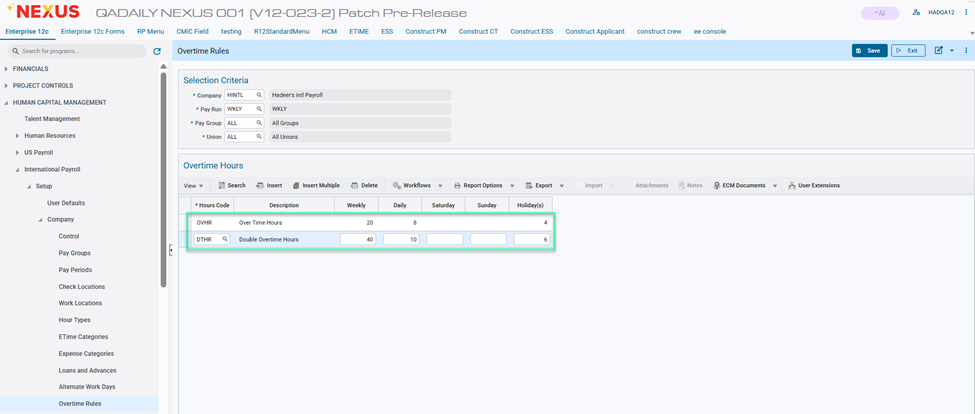 NEXUS QADAILY NEXUS 001 (V12-023-2) Patch Pre-Release AI HADQA12
Enterprise 12c Enterprise 12c Forms RP Menu CMiC Field testing R12StandardMenu HCM ETIME ESS Construct PM Construct CT Construct ESS Construct Applicant construct crew ee console
Search for programs...
Overtime Rules Save Exit
FINANCIALS
PROJECT CONTROLS
HUMAN CAPITAL MANAGEMENT
Talent Management
Human Resources
US Payroll
International Payroll
Setup
User Defaults
Company
Control
Pay Groups
Pay Periods
Check Locations
Work Locations
Hour Types
ETime Categories
Expense Categories
Loans and Advances
Alternate Work Days
Overtime Rules
Selection Criteria
* Company HINTL Hadeer's intl Payroll
* Pay Run WKLY WKLY
* Pay Group ALL All Groups
* Union ALL All Unions
Overtime Hours
View Search Insert Insert Multiple Delete Workflows Report Options Export Import Attachments Notes ECM Documents User Extensions
* Hours Code Description Weekly Daily Saturday Sunday Holiday(s)
OVHR Over Time Hours 20 8 4
DTHR Double Overtime Hours 40 10 6